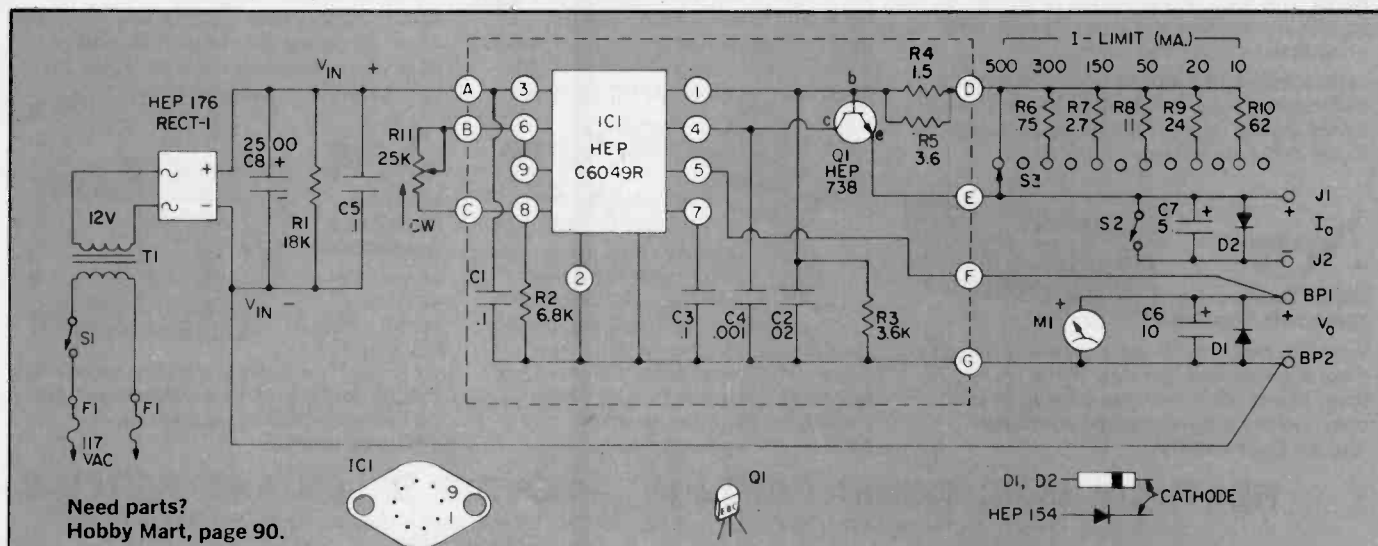 I - LIMIT (MA.)
500 300 150 50 20 10
V IN +
HEP 176
RECT-1
2500
C8 +
−
R1
18K
C5
.1
V IN −
12V
T1
S1
F1 F1
117
VAC
A
B
C
R11
25K
CW
3
6
9
8
2
IC1
HEP
C6049R
1
4
5
7
C1
.1
R2
6.8K
C3
.1
C4
.001
C2
.02
R3
3.6K
b
c
e
Q1
HEP
738
R4
1.5
R5
3.6
D
E
F
G
R6
.75
R7
2.7
R8
11
R9
24
R10
62
S3
S2
C7 +
5
D2
J1
+
Io
−
J2
M1
+
C6 +
10
D1
BP1
+
Vo
−
BP2
IC1
9
1
Q1
EBC
D1, D2
HEP 154
CATHODE
Need parts?
Hobby Mart, page 90.